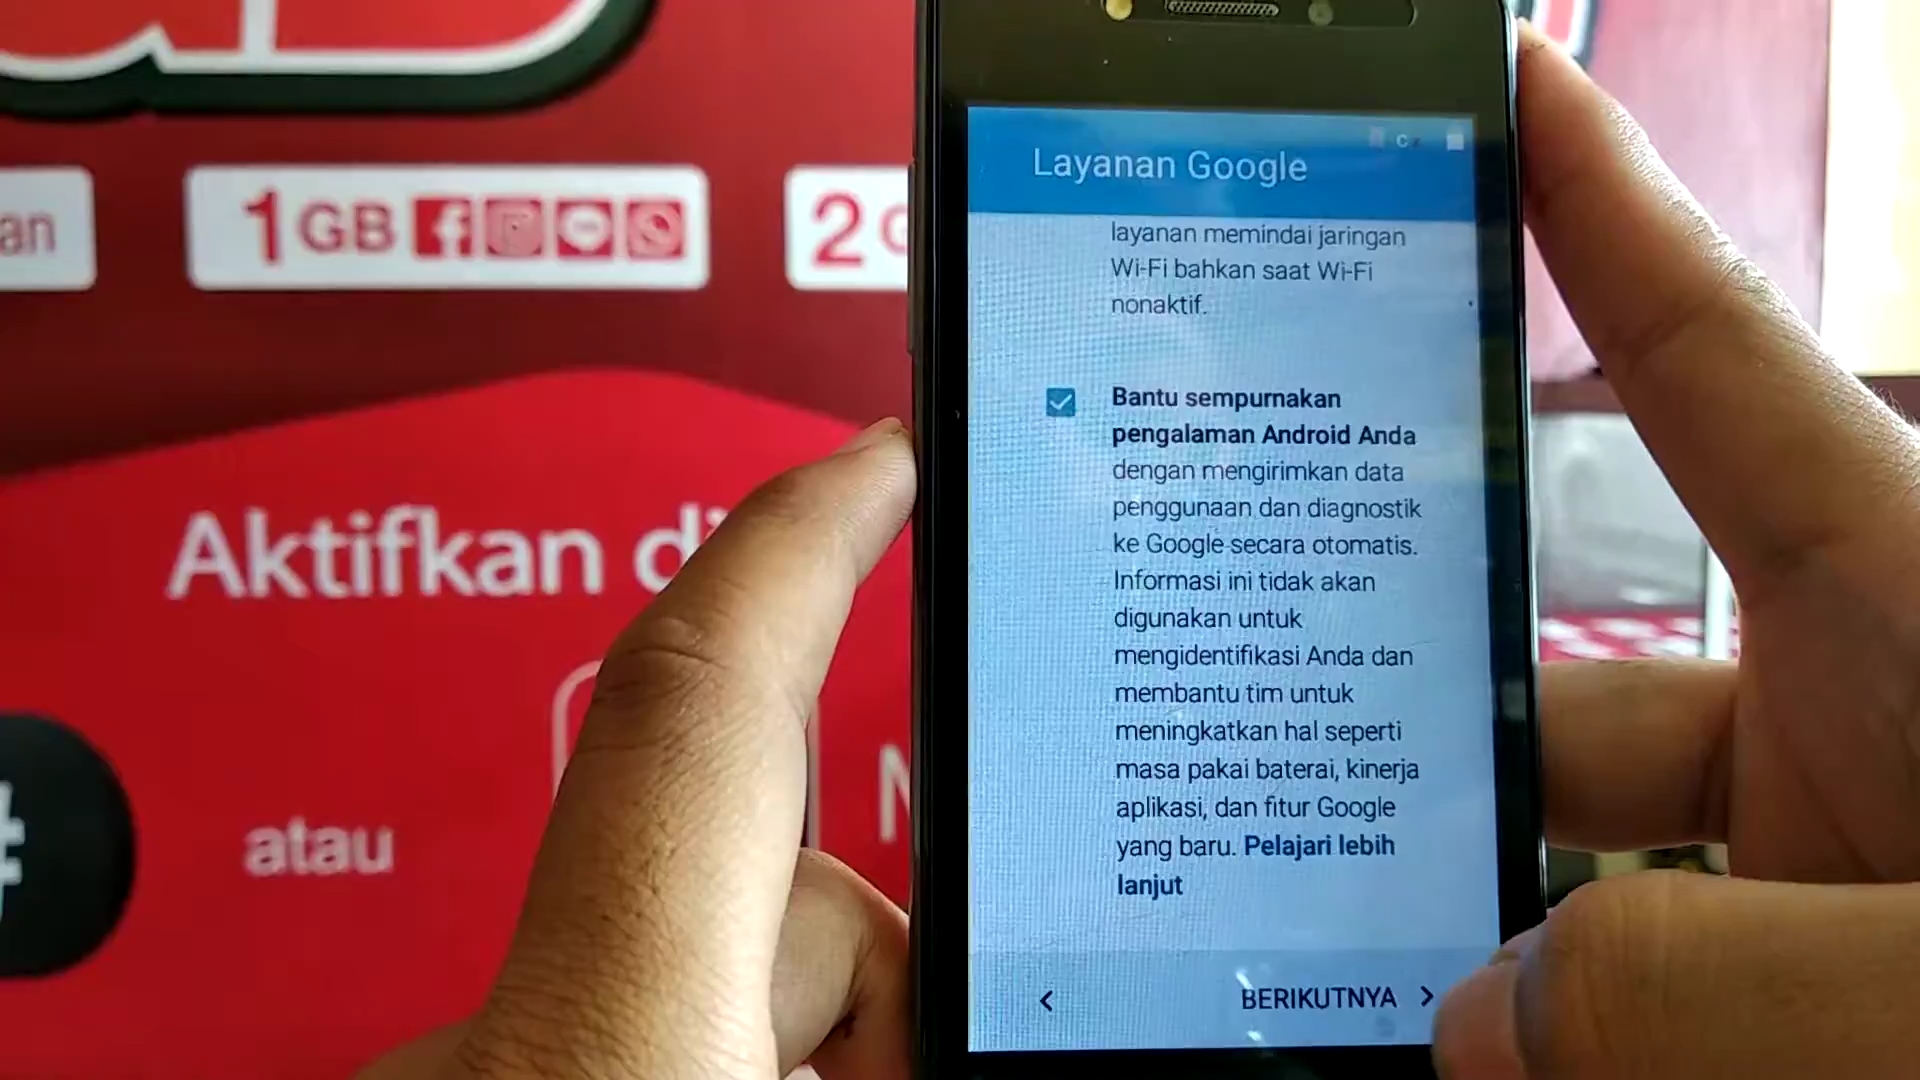 an
1GB
2G
Aktifkan di
#
atau
N
Layanan Google
layanan memindai jaringan
Wi-Fi bahkan saat Wi-Fi
nonaktif.
Bantu sempurnakan
pengalaman Android Anda
dengan mengirimkan data
penggunaan dan diagnostik
ke Google secara otomatis.
Informasi ini tidak akan
digunakan untuk
mengidentifikasi Anda dan
membantu tim untuk
meningkatkan hal seperti
masa pakai baterai, kinerja
aplikasi, dan fitur Google
yang baru. Pelajari lebih
lanjut
BERIKUTNYA